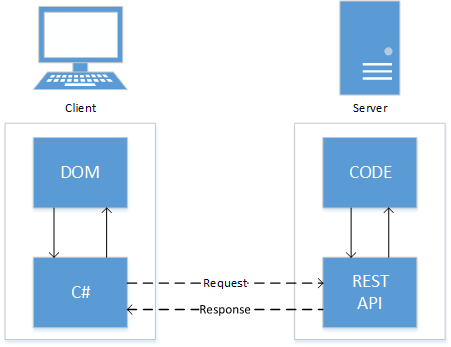 Client
Server
DOM
CODE
Request
C#
REST
API
Response